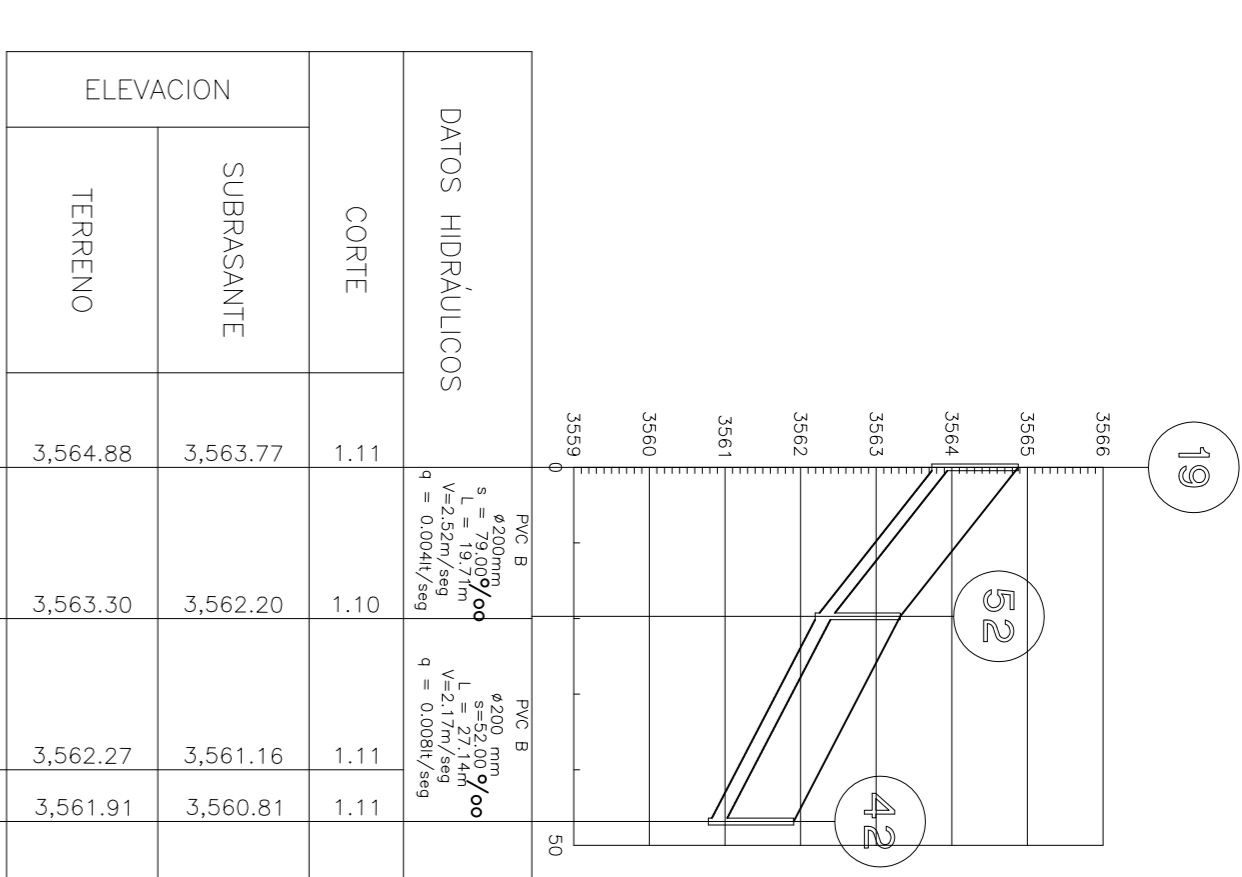 19
52
42
3566
3565
3564
3563
3562
3561
3560
3559
0
50
DATOS HIDRÁULICOS
PVC B
ø200mm
s = 79.00 o/oo
L = 19.71m
V=2.52m/seg
q = 0.004lt/seg
PVC B
ø200 mm
s=52.00 o/oo
L = 27.14m
V=2.17m/seg
q = 0.008lt/seg
CORTE
1.11
1.10
1.11
1.11
ELEVACION
SUBRASANTE
3,563.77
3,562.20
3,561.16
3,560.81
TERRENO
3,564.88
3,563.30
3,562.27
3,561.91